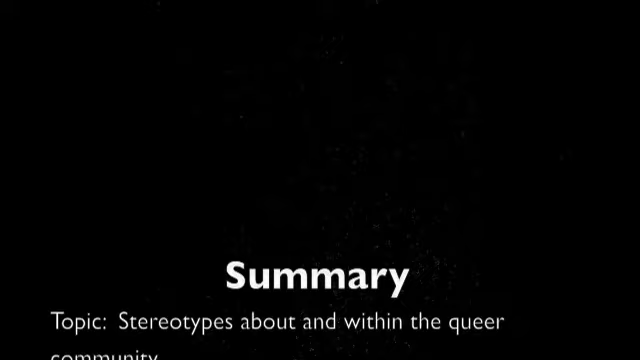 Summary
Topic: Stereotypes about and within the queer
community